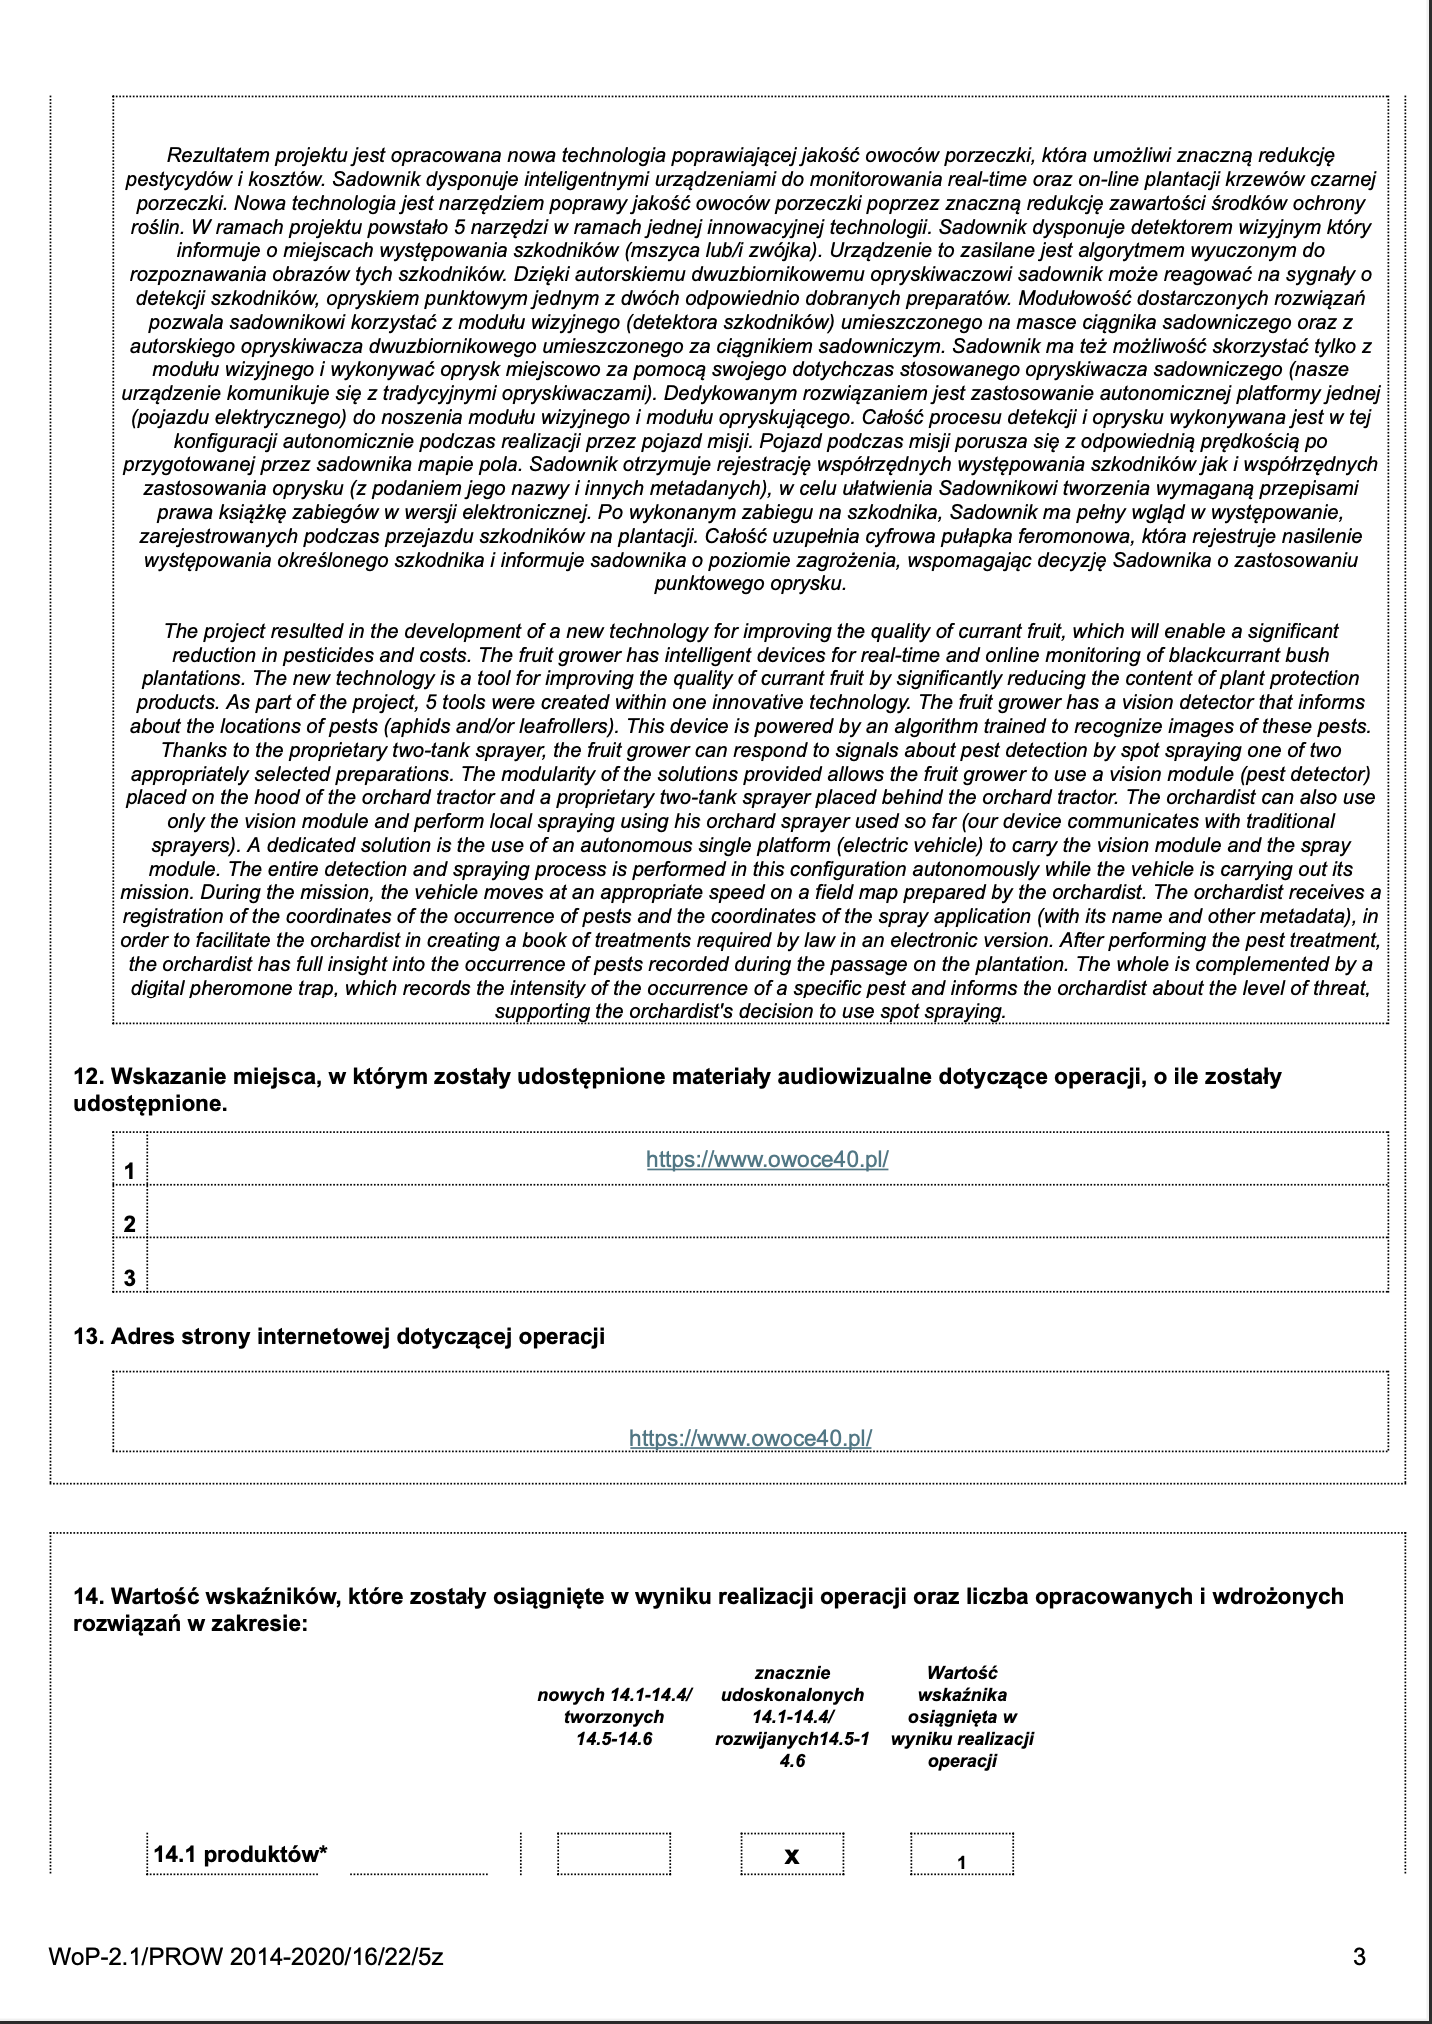 Rezultatem projektu jest opracowana nowa technologia poprawiającej jakość owoców porzeczki, która umożliwi znaczną redukcję
pestycydów i kosztów. Sadownik dysponuje inteligentnymi urządzeniami do monitorowania real-time oraz on-line plantacji krzewów czarnej
porzeczki. Nowa technologia jest narzędziem poprawy jakość owoców porzeczki poprzez znaczną redukcję zawartości środków ochrony
roślin. W ramach projektu powstało 5 narzędzi w ramach jednej innowacyjnej technologii. Sadownik dysponuje detektorem wizyjnym który
informuje o miejscach występowania szkodników (mszyca lub/i zwójka). Urządzenie to zasilane jest algorytmem wyuczonym do
rozpoznawania obrazów tych szkodników. Dzięki autorskiemu dwuzbiornikowemu opryskiwaczowi sadownik może reagować na sygnały o
detekcji szkodników, opryskiem punktowym jednym z dwóch odpowiednio dobranych preparatów. Modułowość dostarczonych rozwiązań
pozwala sadownikowi korzystać z modułu wizyjnego (detektora szkodników) umieszczonego na masce ciągnika sadowniczego oraz z
autorskiego opryskiwacza dwuzbiornikowego umieszczonego za ciągnikiem sadowniczym. Sadownik ma też możliwość skorzystać tylko z
modułu wizyjnego i wykonywać oprysk miejscowo za pomocą swojego dotychczas stosowanego opryskiwacza sadowniczej (nasze
urządzenie komunikuje się z tradycyjnymi opryskiwaczami). Dedykowanym rozwiązaniem jest zastosowanie autonomicznej platformy jednej
(pojazdu elektrycznego) do noszenia modułu wizyjnego i modułu opryskującego. Całość procesu detekcji i oprysku wykonywana jest w tej
konfiguracji autonomicznie podczas realizacji przez pojazd misji. Pojazd podczas misji porusza się z odpowiednią prędkością po
przygotowanej przez sadownika mapie pola. Sadownik otrzymuje rejestrację współrzędnych występowania szkodników jak i współrzędnych
zastosowania oprysku (z podaniem jego nazwy i innych metadanych), w celu ułatwienia Sadownikowi tworzenia wymaganą przepisami
prawa książkę zabiegów w wersji elektronicznej. Po wykonanym zabiegu na szkodnika, Sadownik ma pełny wgląd w występowanie,
zarejestrowanych podczas przejazdu szkodników na plantacji. Całość uzupełnia cyfrowa pułapka feromonowa, która rejestruje nasilenie
występowania określonego szkodnika i informuje sadownika o poziomie zagrożenia, wspomagając decyzję Sadownika o zastosowaniu
punktowego oprysku.
The project resulted in the development of a new technology for improving the quality of currant fruit, which will enable a significant
reduction in pesticides and costs. The fruit grower has intelligent devices for real-time and online monitoring of blackcurrant bush
plantations. The new technology is a tool for improving the quality of currant fruit by significantly reducing the content of plant protection
products. As part of the project, 5 tools were created within one innovative technology. The fruit grower has a vision detector that informs
about the locations of pests (aphids and/or leafrollers). This device is powered by an algorithm trained to recognize images of these pests.
Thanks to the proprietary two-tank sprayer, the fruit grower can respond to signals about pest detection by spot spraying one of two
appropriately selected preparations. The modularity of the solutions provided allows the fruit grower to use a vision module (pest detector)
placed on the hood of the orchard tractor and a proprietary two-tank sprayer placed behind the orchard tractor. The orchardist can also use
only the vision module and perform local spraying using his orchard sprayer used so far (our device communicates with traditional
sprayers). A dedicated solution is the use of an autonomous single platform (electric vehicle) to carry the vision module and the spray
module. The entire detection and spraying process is performed in this configuration autonomously while the vehicle is carrying out its
mission. During the mission, the vehicle moves at an appropriate speed on a field map prepared by the orchardist. The orchardist receives a
registration of the coordinates of the occurrence of pests and the coordinates of the spray application (with its name and other metadata), in
order to facilitate the orchardist in creating a book of treatments required by law in an electronic version. After performing the pest treatment,
the orchardist has full insight into the occurrence of pests recorded during the passage on the plantation. The whole is complemented by a
digital pheromone trap, which records the intensity of the occurrence of a specific pest and informs the orchardist about the level of threat,
supporting the orchardist's decision to use spot spraying.
12. Wskazanie miejsca, w którym zostały udostępnione materiały audiowizualne dotyczące operacji, o ile zostały
udostępnione.
1 https://www.owoce40.pl/
2
3
13. Adres strony internetowej dotyczącej operacji
https://www.owoce40.pl/
14. Wartość wskaźników, które zostały osiągnięte w wyniku realizacji operacji oraz liczba opracowanych i wdrożonych
rozwiązań w zakresie:
nowych 14.1-14.4/
tworzonych
14.5-14.6
znacznie
udoskonalonych
14.1-14.4/
rozwijanych14.5-1
4.6
Wartość
wskaźnika
osiągnięta w
wyniku realizacji
operacji
14.1 produktów* x 1
WoP-2.1/PROW 2014-2020/16/22/5z 3